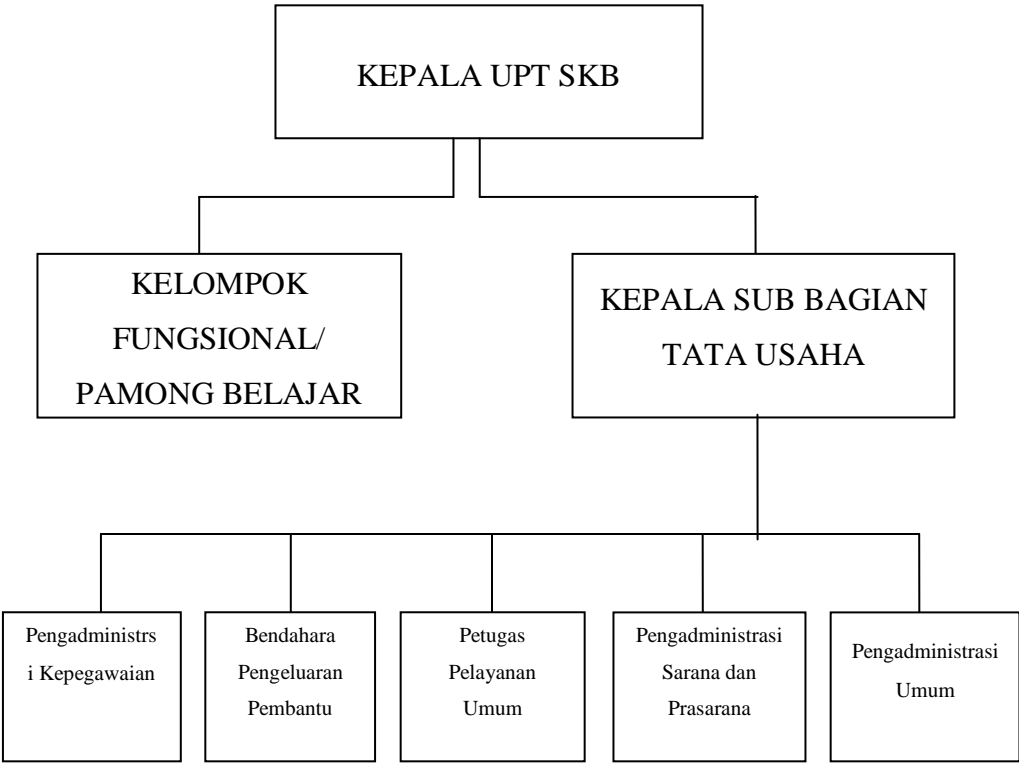 KEPALA UPT SKB
KELOMPOK
FUNGSIONAL/
PAMONG BELAJAR
KEPALA SUB BAGIAN
TATA USAHA
Pengadministrs
i Kepegawaian
Bendahara
Pengeluaran
Pembantu
Petugas
Pelayanan
Umum
Pengadministrasi
Sarana dan
Prasarana
Pengadministrasi
Umum